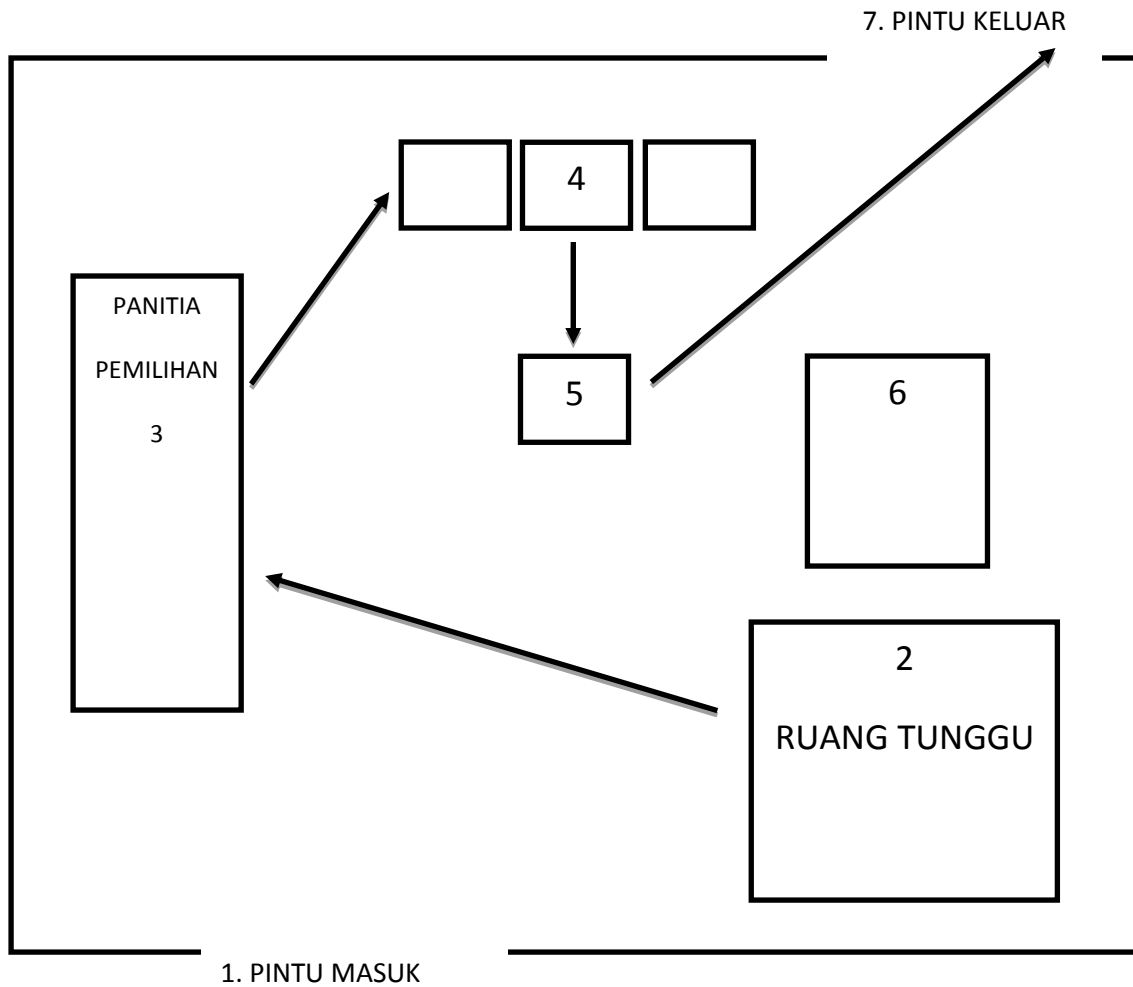 7. PINTU KELUAR
4
PANITIA
PEMILIHAN
3
5
6
2
RUANG TUNGGU
1. PINTU MASUK